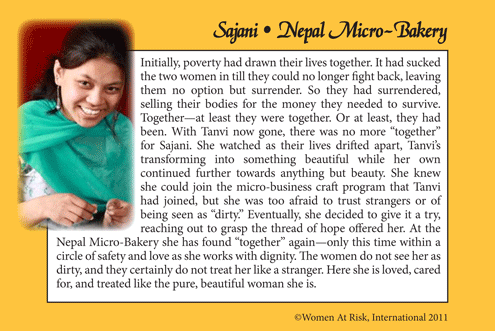 Sajani • Nepal Micro-Bakery
Initially, poverty had drawn their lives together. It had sucked
the two women in till they could no longer fight back, leaving
them no option but surrender. So they had surrendered,
selling their bodies for the money they needed to survive.
Together—at least they were together. Or at least, they had
been. With Tanvi now gone, there was no more “together”
for Sajani. She watched as their lives drifted apart, Tanvi’s
transforming into something beautiful while her own
continued further towards anything but beauty. She knew
she could join the micro-business craft program that Tanvi
had joined, but she was too afraid to trust strangers or of
being seen as “dirty.” Eventually, she decided to give it a try,
reaching out to grasp the thread of hope offered her. At the
Nepal Micro-Bakery she has found “together” again—only this time within a
circle of safety and love as she works with dignity. The women do not see her as
dirty, and they certainly do not treat her like a stranger. Here she is loved, cared
for, and treated like the pure, beautiful woman she is.
©Women At Risk, International 2011